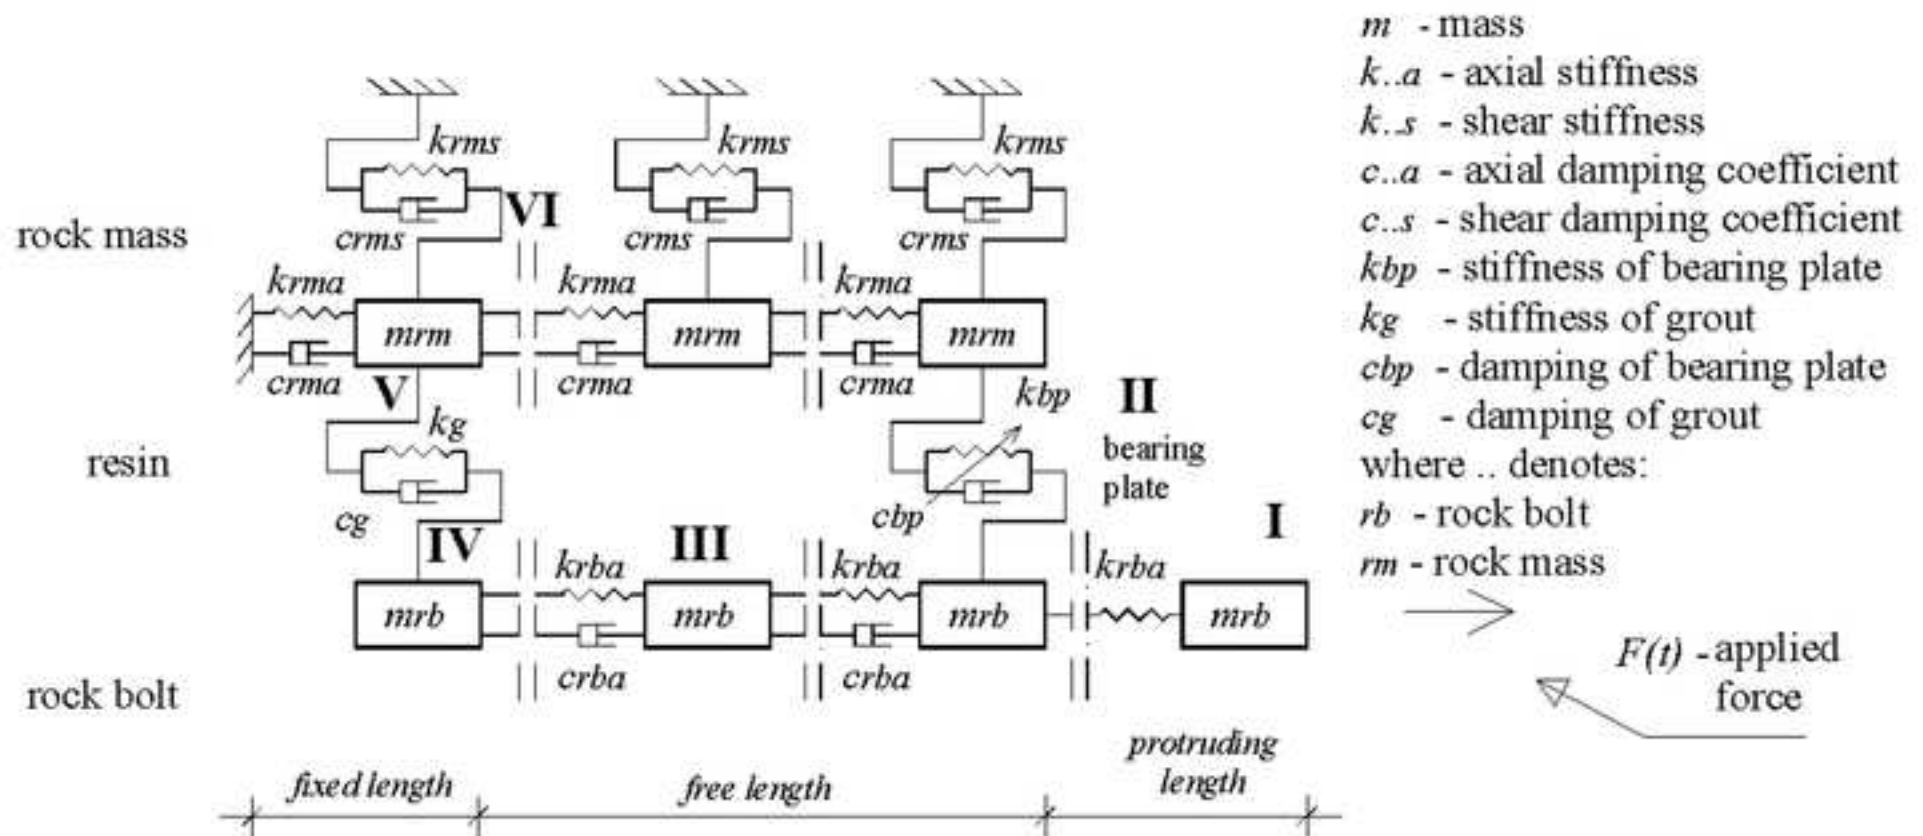 m - mass
k..a - axial stiffness
k..s - shear stiffness
c..a - axial damping coefficient
c..s - shear damping coefficient
kbp - stiffness of bearing plate
kg - stiffness of grout
cbp - damping of bearing plate
cg - damping of grout
where .. denotes:
rb - rock bolt
rm - rock mass
F(t) - applied
force
krms krms krms
VI
rock mass
crms crms crms
krma krma krma
mrm mrm mrm
crma crma crma
V
kbp
II
kg
bearing
plate
resin
cg
cbp
I
IV
III
krba krba krba
mrb mrb mrb mrb
crba crba
rock bolt
protruding
length
fixed length
free length